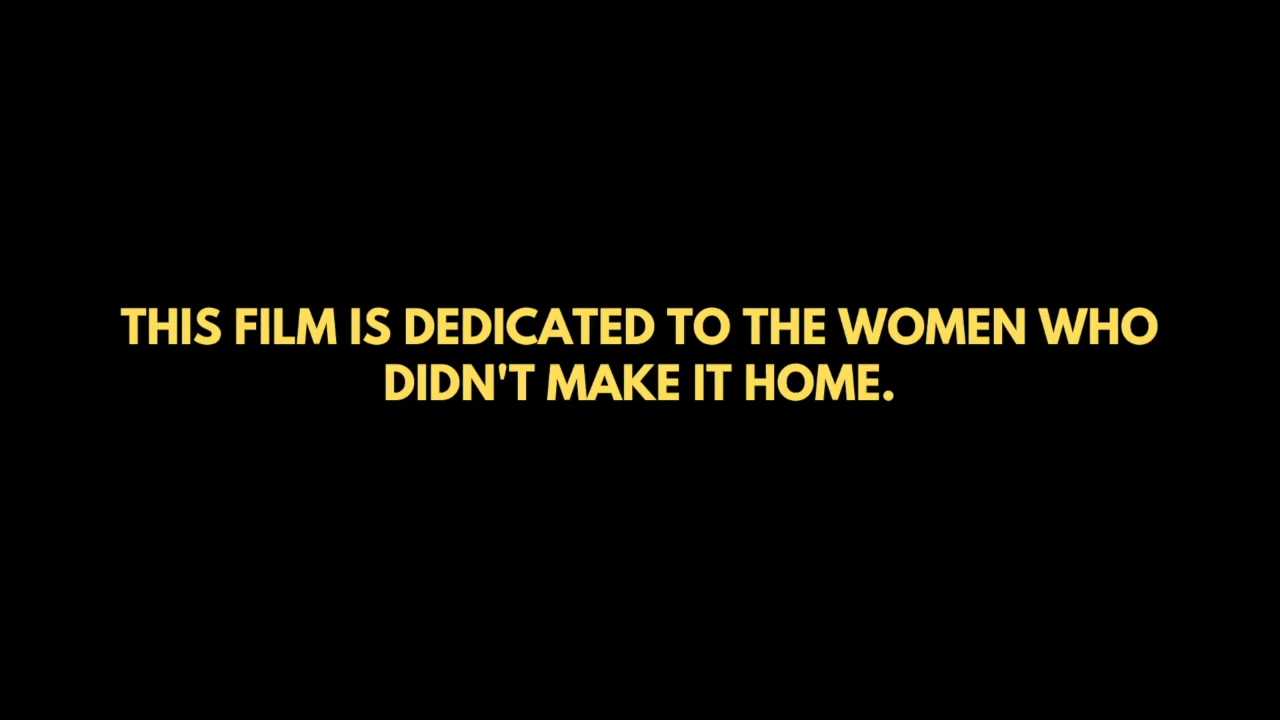 THIS FILM IS DEDICATED TO THE WOMEN WHO
DIDN'T MAKE IT HOME.